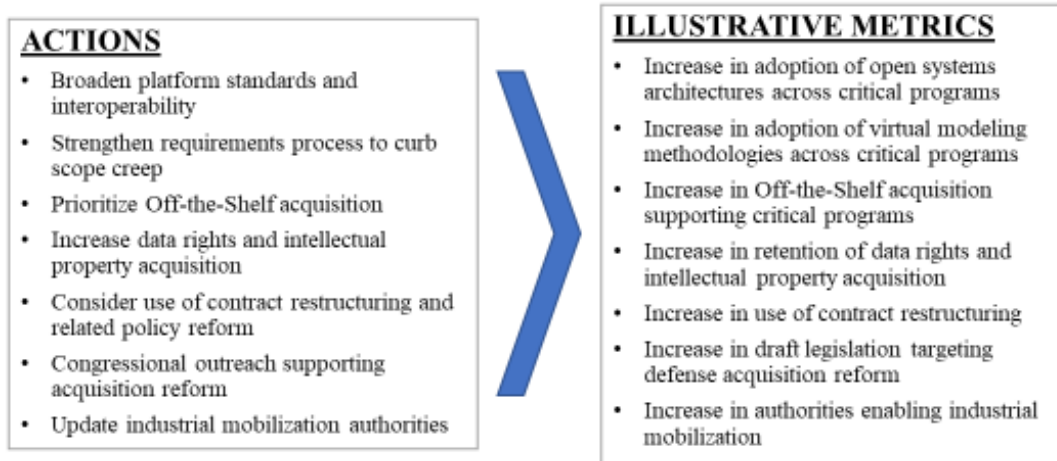 ACTIONS
• Broaden platform standards and
interoperability
• Strengthen requirements process to curb
scope creep
• Prioritize Off-the-Shelf acquisition
• Increase data rights and intellectual
property acquisition
• Consider use of contract restructuring and
related policy reform
• Congressional outreach supporting
acquisition reform
• Update industrial mobilization authorities
ILLUSTRATIVE METRICS
• Increase in adoption of open systems
architectures across critical programs
• Increase in adoption of virtual modeling
methodologies across critical programs
• Increase in Off-the-Shelf acquisition
supporting critical programs
• Increase in retention of data rights and
intellectual property acquisition
• Increase in use of contract restructuring
• Increase in draft legislation targeting
defense acquisition reform
• Increase in authorities enabling industrial
mobilization